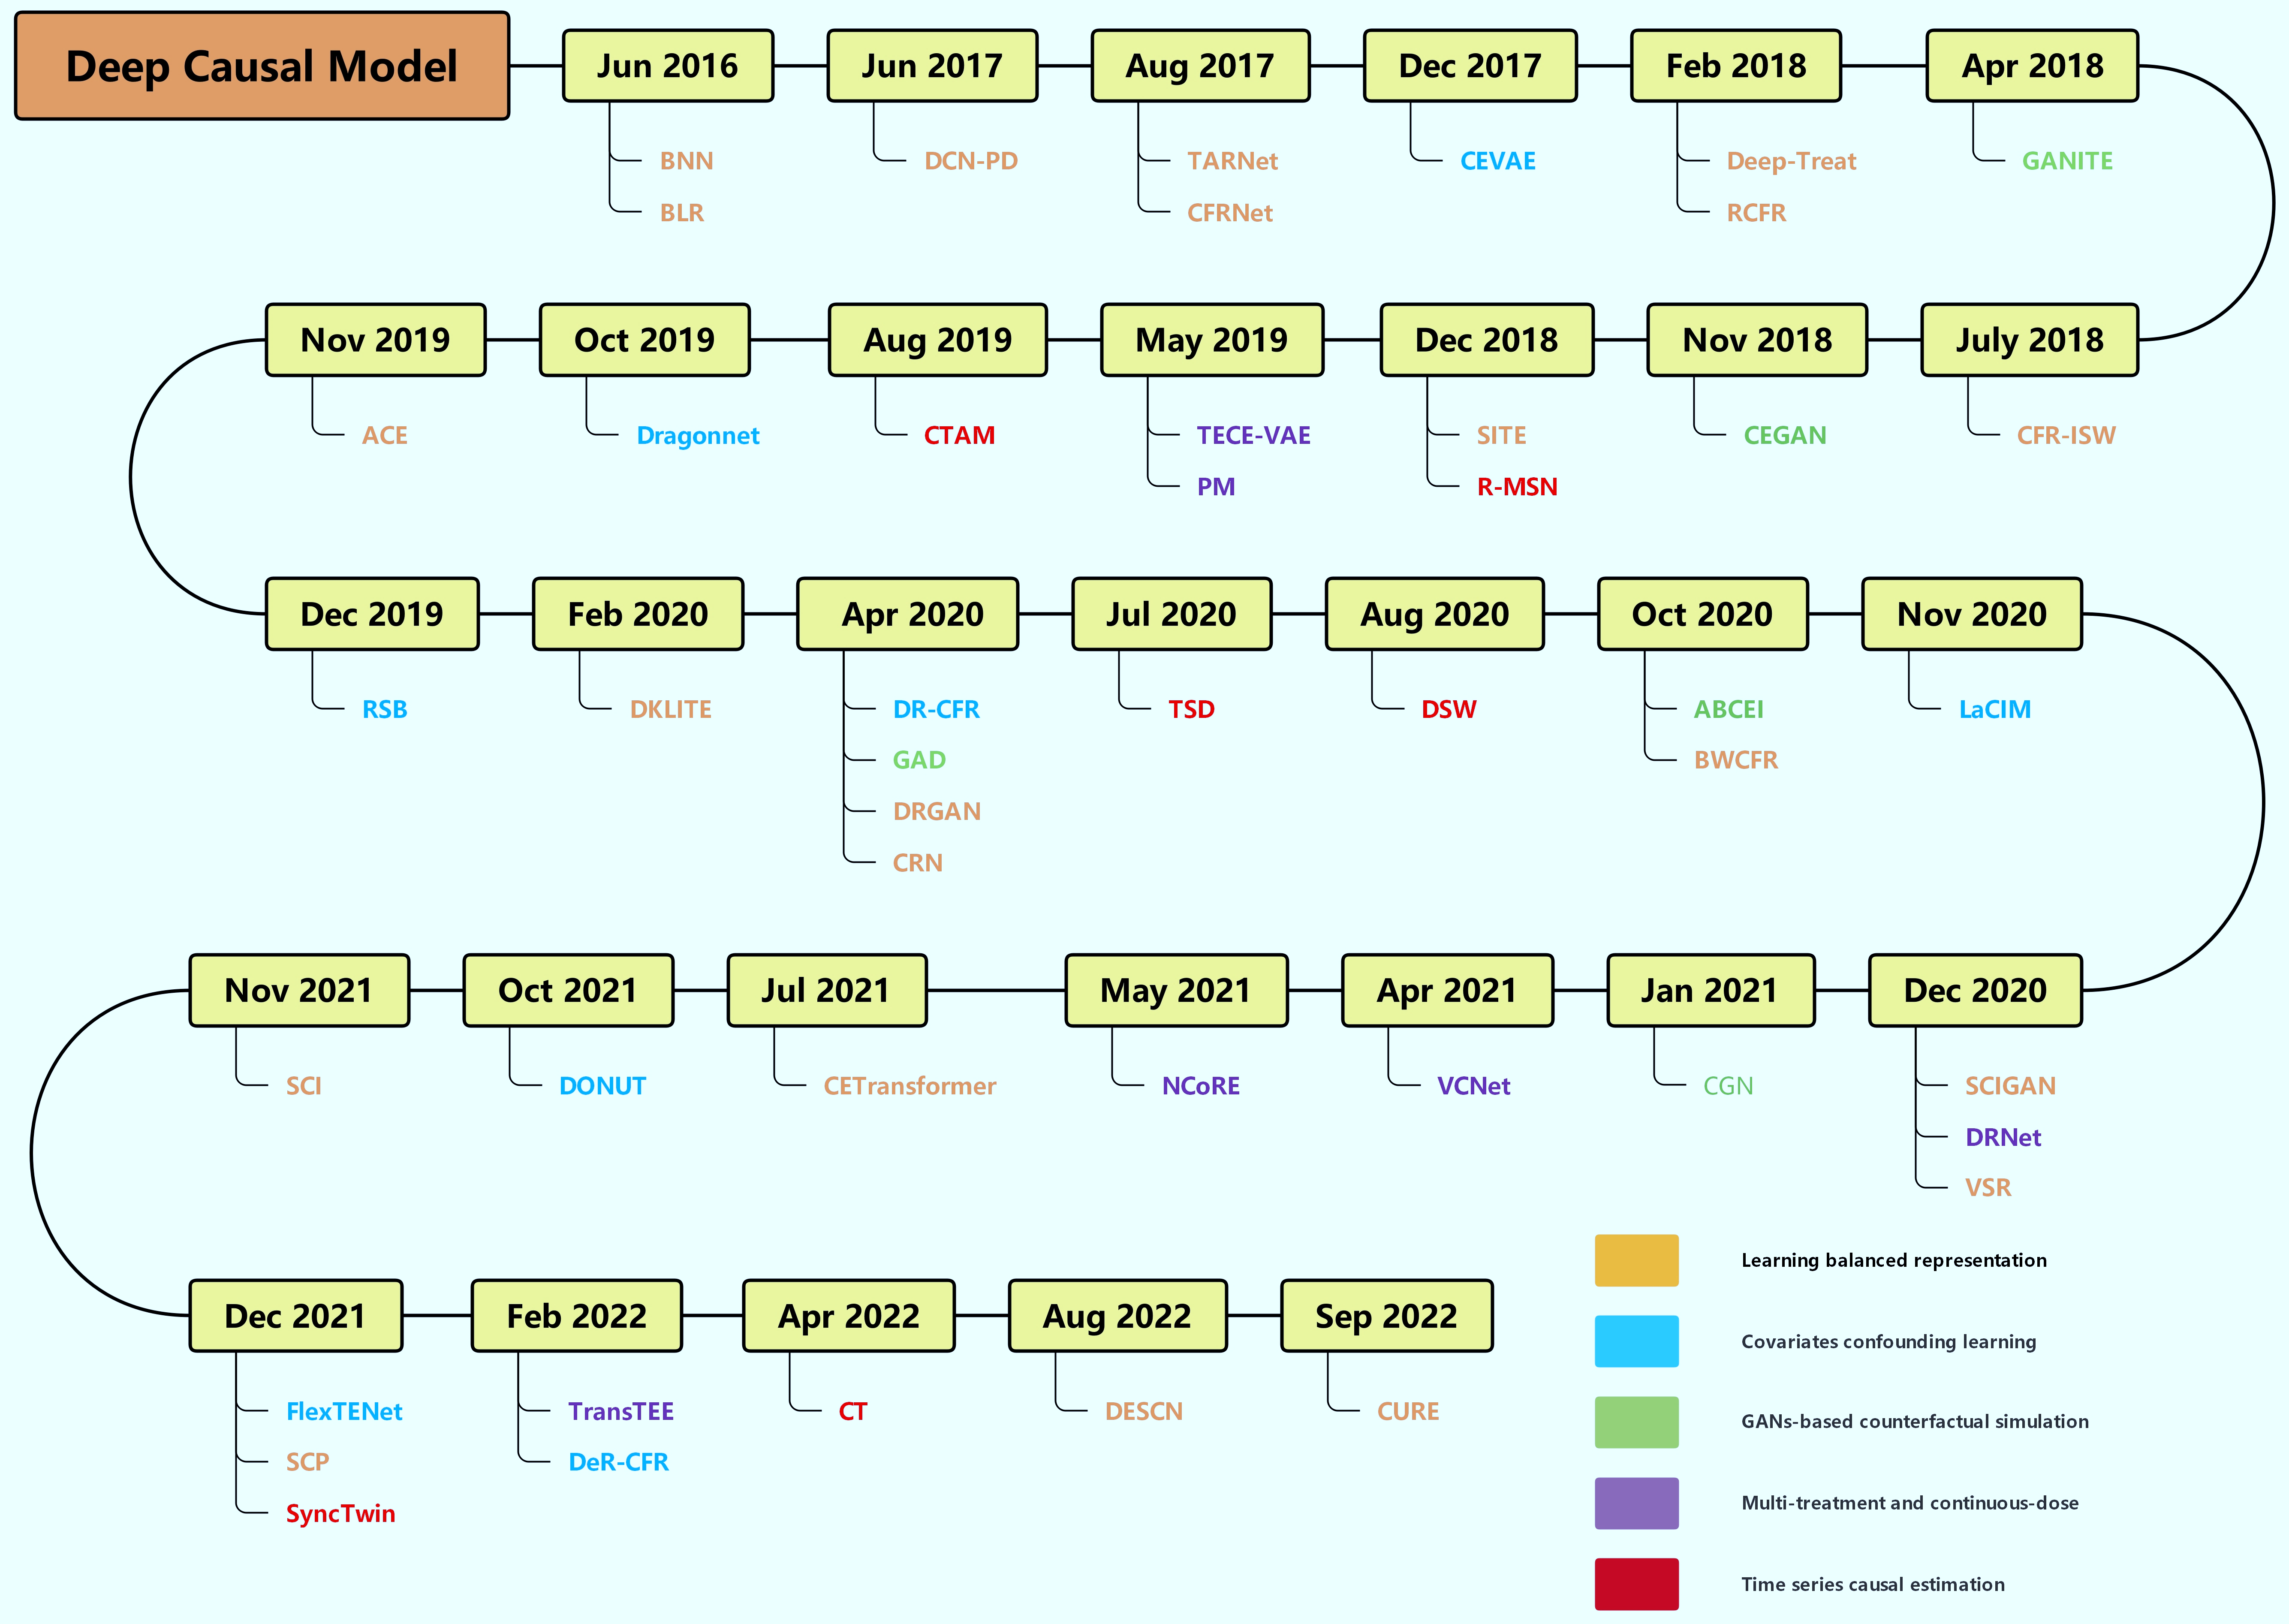 Deep Causal Model
Jun 2016
BNN
BLR
Jun 2017
DCN-PD
Aug 2017
TARNet
CFRNet
Dec 2017
CEVAE
Feb 2018
Deep-Treat
RCFR
Apr 2018
GANITE
July 2018
CFR-ISW
Nov 2018
CEGAN
Dec 2018
SITE
R-MSN
May 2019
TECE-VAE
PM
Aug 2019
CTAM
Oct 2019
Dragonnet
Nov 2019
ACE
Dec 2019
RSB
Feb 2020
DKLITE
Apr 2020
DR-CFR
GAD
DRGAN
CRN
Jul 2020
TSD
Aug 2020
DSW
Oct 2020
ABCEI
BWCFR
Nov 2020
LaCIM
Dec 2020
SCIGAN
DRNet
VSR
Jan 2021
CGN
Apr 2021
VCNet
May 2021
NCoRE
Jul 2021
CETransformer
Oct 2021
DONUT
Nov 2021
SCI
Dec 2021
FlexTENet
SCP
SyncTwin
Feb 2022
TransTEE
DeR-CFR
Apr 2022
CT
Aug 2022
DESCN
Sep 2022
CURE
Learning balanced representation
Covariates confounding learning
GANs-based counterfactual simulation
Multi-treatment and continuous-dose
Time series causal estimation